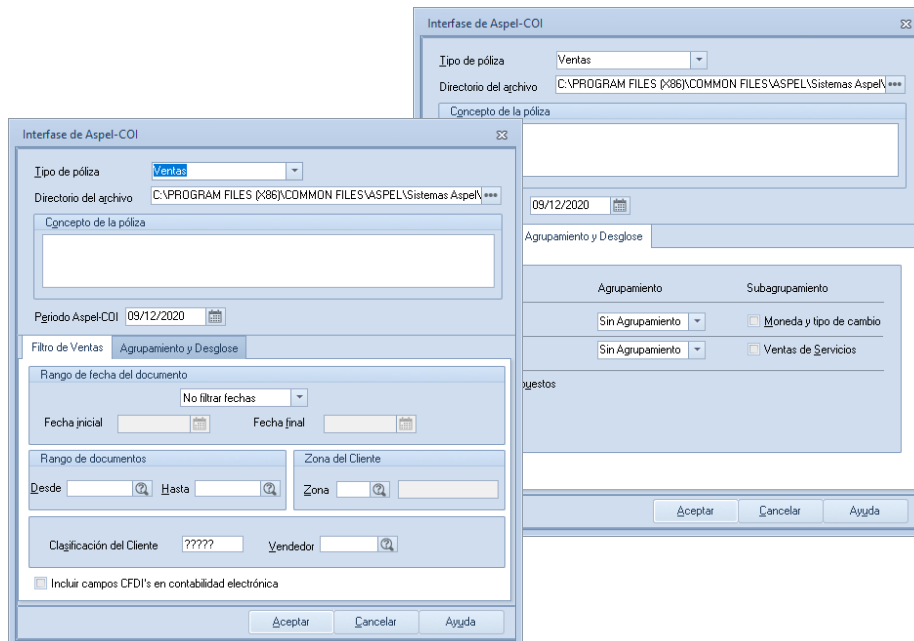 Interfase de Aspel-COI
Tipo de póliza Ventas
Directorio del archivo C:\PROGRAM FILES (X86)\COMMON FILES\ASPEL\Sistemas Aspel\ •••
Concepto de la póliza
09/12/2020
Agrupamiento y Desglose
Agrupamiento Subagrupamiento
Sin Agrupamiento Moneda y tipo de cambio
Sin Agrupamiento Ventas de Servicios
puestos
Aceptar Cancelar Ayuda
Interfase de Aspel-COI
Tipo de póliza Ventas
Directorio del archivo C:\PROGRAM FILES (X86)\COMMON FILES\ASPEL\Sistemas Aspel\ •••
Concepto de la póliza
Periodo Aspel-COI 09/12/2020
Filtro de Ventas Agrupamiento y Desglose
Rango de fecha del documento
No filtrar fechas
Fecha inicial Fecha final
Rango de documentos Zona del Cliente
Desde Hasta Zona
Clasificación del Cliente ????? Vendedor
Incluir campos CFDI's en contabilidad electrónica
Aceptar Cancelar Ayuda